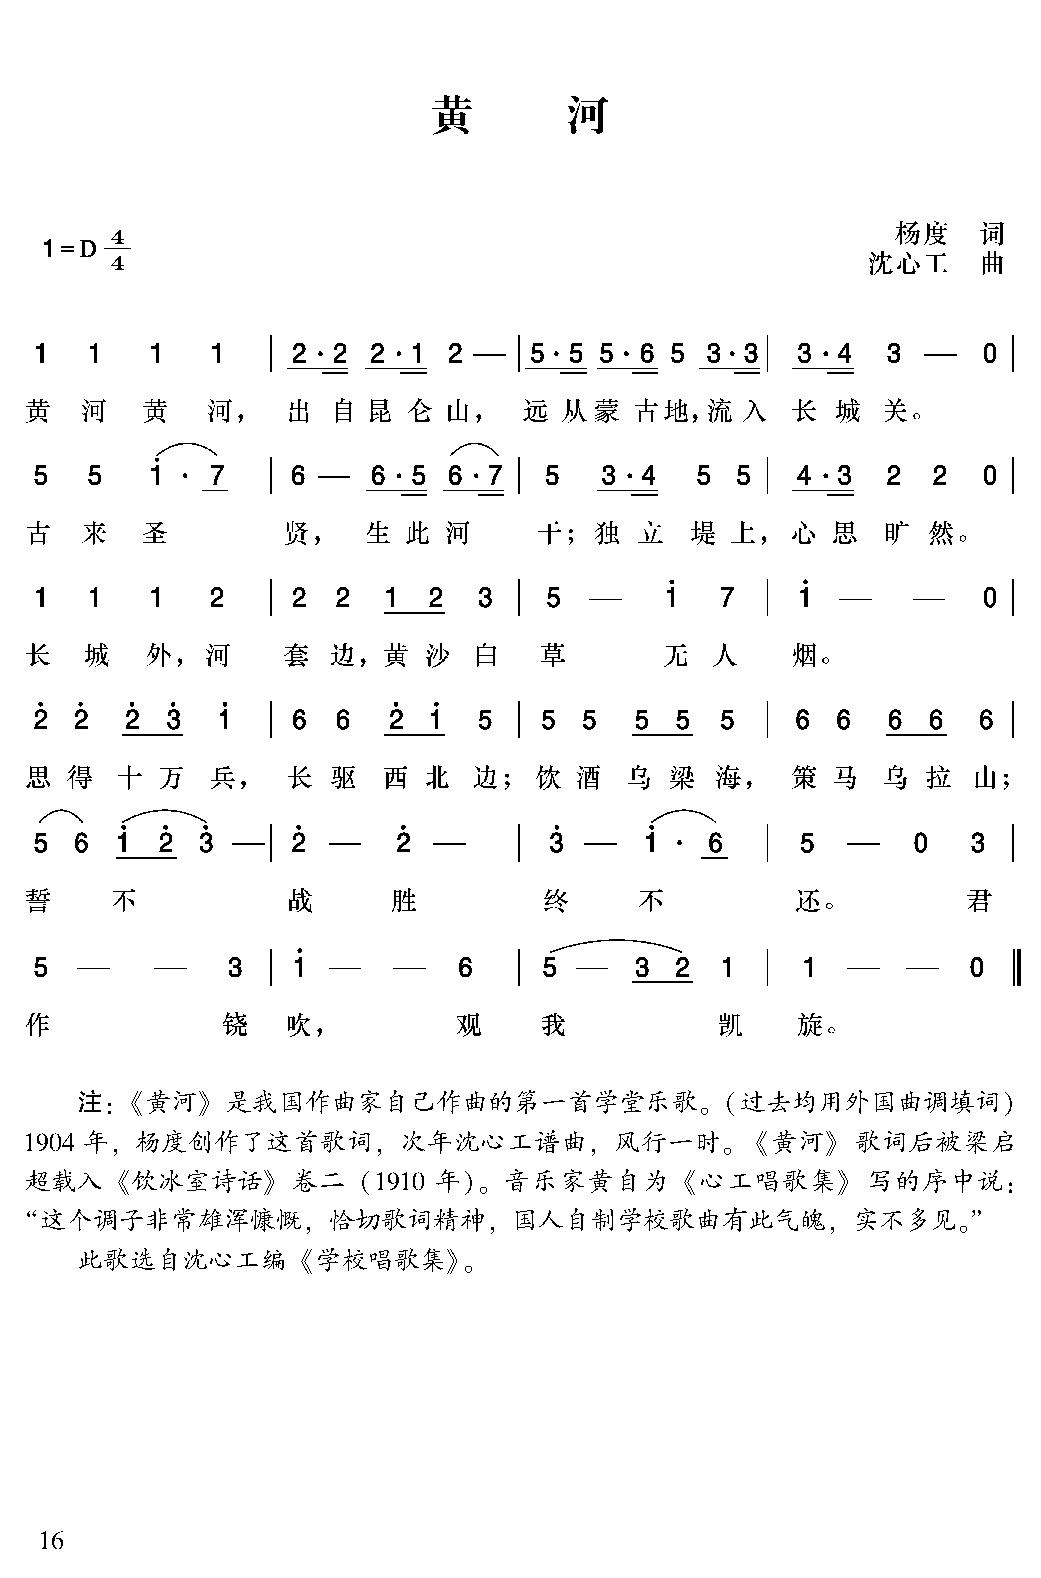 黄 河
杨度 词
1=D 4/4
沈心工 曲
1 1 1 1 | 2·2 2·1 2 — | 5·5 5·6 5 3·3 | 3·4 3 — 0 |
黄 河 黄 河， 出 自 昆 仑 山， 远 从 蒙 古 地，流 入 长 城 关。
5 5 i · 7 | 6 — 6·5 6·7 | 5 3·4 5 5 | 4·3 2 2 0 |
古 来 圣 贤， 生 此 河 干； 独 立 堤 上， 心 思 旷 然。
1 1 1 2 | 2 2 1 2 3 | 5 — i 7 | i — — 0 |
长 城 外，河 套 边，黄 沙 白 草 无 人 烟。
2̇ 2̇ 2̇ 3̇ i | 6 6 2̇ i 5 | 5 5 5 5 5 | 6 6 6 6 6 |
思 得 十 万 兵， 长 驱 西 北 边；饮 酒 乌 梁 海， 策 马 乌 拉 山；
5 6 i 2̇ 3̇ — | 2̇ — 2̇ — | 3̇ — i · 6 | 5 — 0 3 |
誓 不 战 胜 终 不 还。 君
5 — — 3 | i — — 6 | 5 — 3 2 1 | 1 — — 0 ‖
作 铙 吹， 观 我 凯 旋。
注：《黄河》是我国作曲家自己作曲的第一首学堂乐歌。(过去均用外国曲调填词)
1904 年，杨度创作了这首歌词，次年沈心工谱曲，风行一时。《黄河》歌词后被梁启
超载入《饮冰室诗话》卷二（1910 年）。音乐家黄自为《心工唱歌集》写的序中说：
“这个调子非常雄浑慷慨，恰切歌词精神，国人自制学校歌曲有此气魄，实不多见。”
此歌选自沈心工编《学校唱歌集》。
16